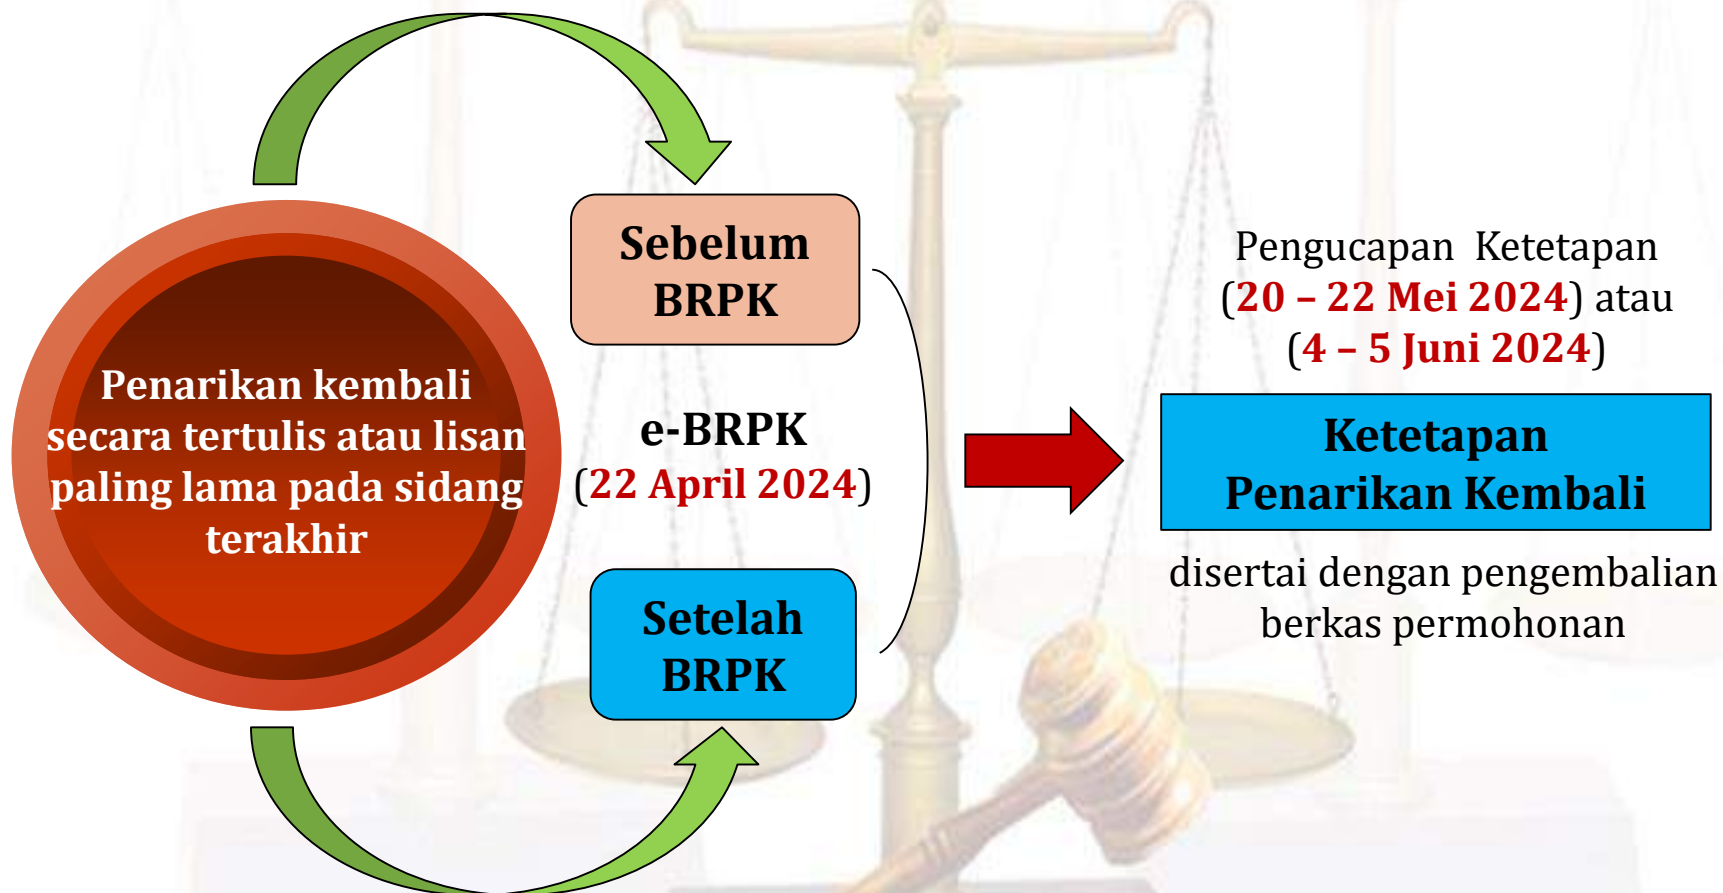 Penarikan kembali
secara tertulis atau lisan
paling lama pada sidang
terakhir
Sebelum
BRPK
e-BRPK
(22 April 2024)
Setelah
BRPK
Pengucapan  Ketetapan
(20 – 22 Mei 2024) atau
(4 – 5 Juni 2024)
Ketetapan
Penarikan Kembali
disertai dengan pengembalian
berkas permohonan